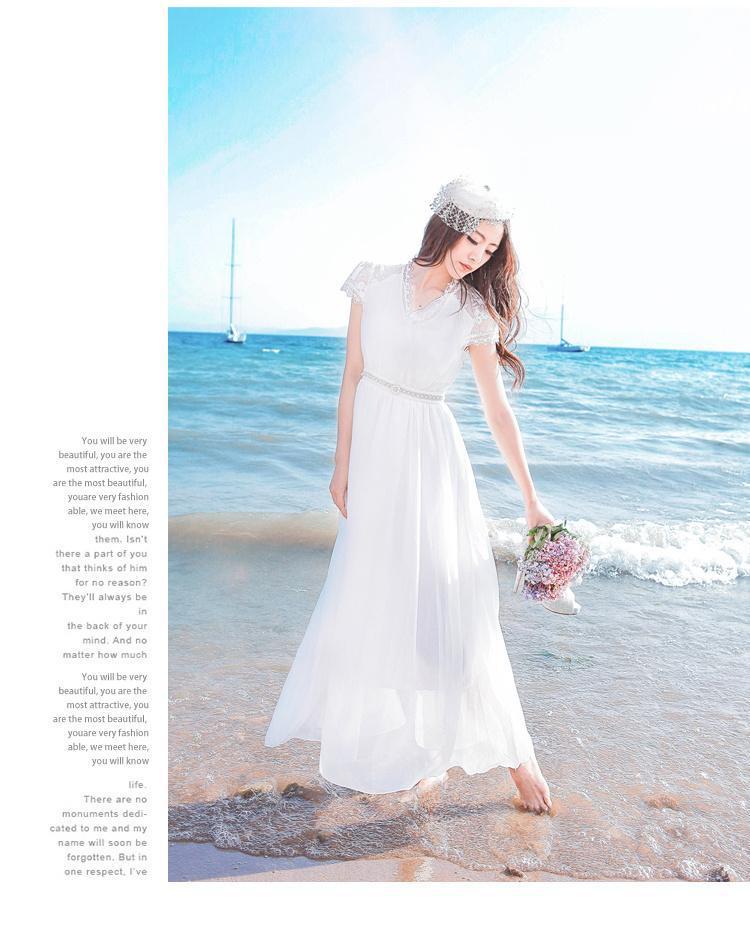 You will be very
beautiful, you are the
most attractive, you
are the most beautiful,
youare very fashion
able, we meet here,
you will know
them. Isn't
there a part of you
that thinks of him
for no reason?
They'll always be
in
the back of your
mind. And no
matter how much
You will be very
beautiful, you are the
most attractive, you
are the most beautiful,
youare very fashion
able, we meet here,
you will know
life.
There are no
monuments dedi-
cated to me and my
name will soon be
forgotten. But in
one respect, I've